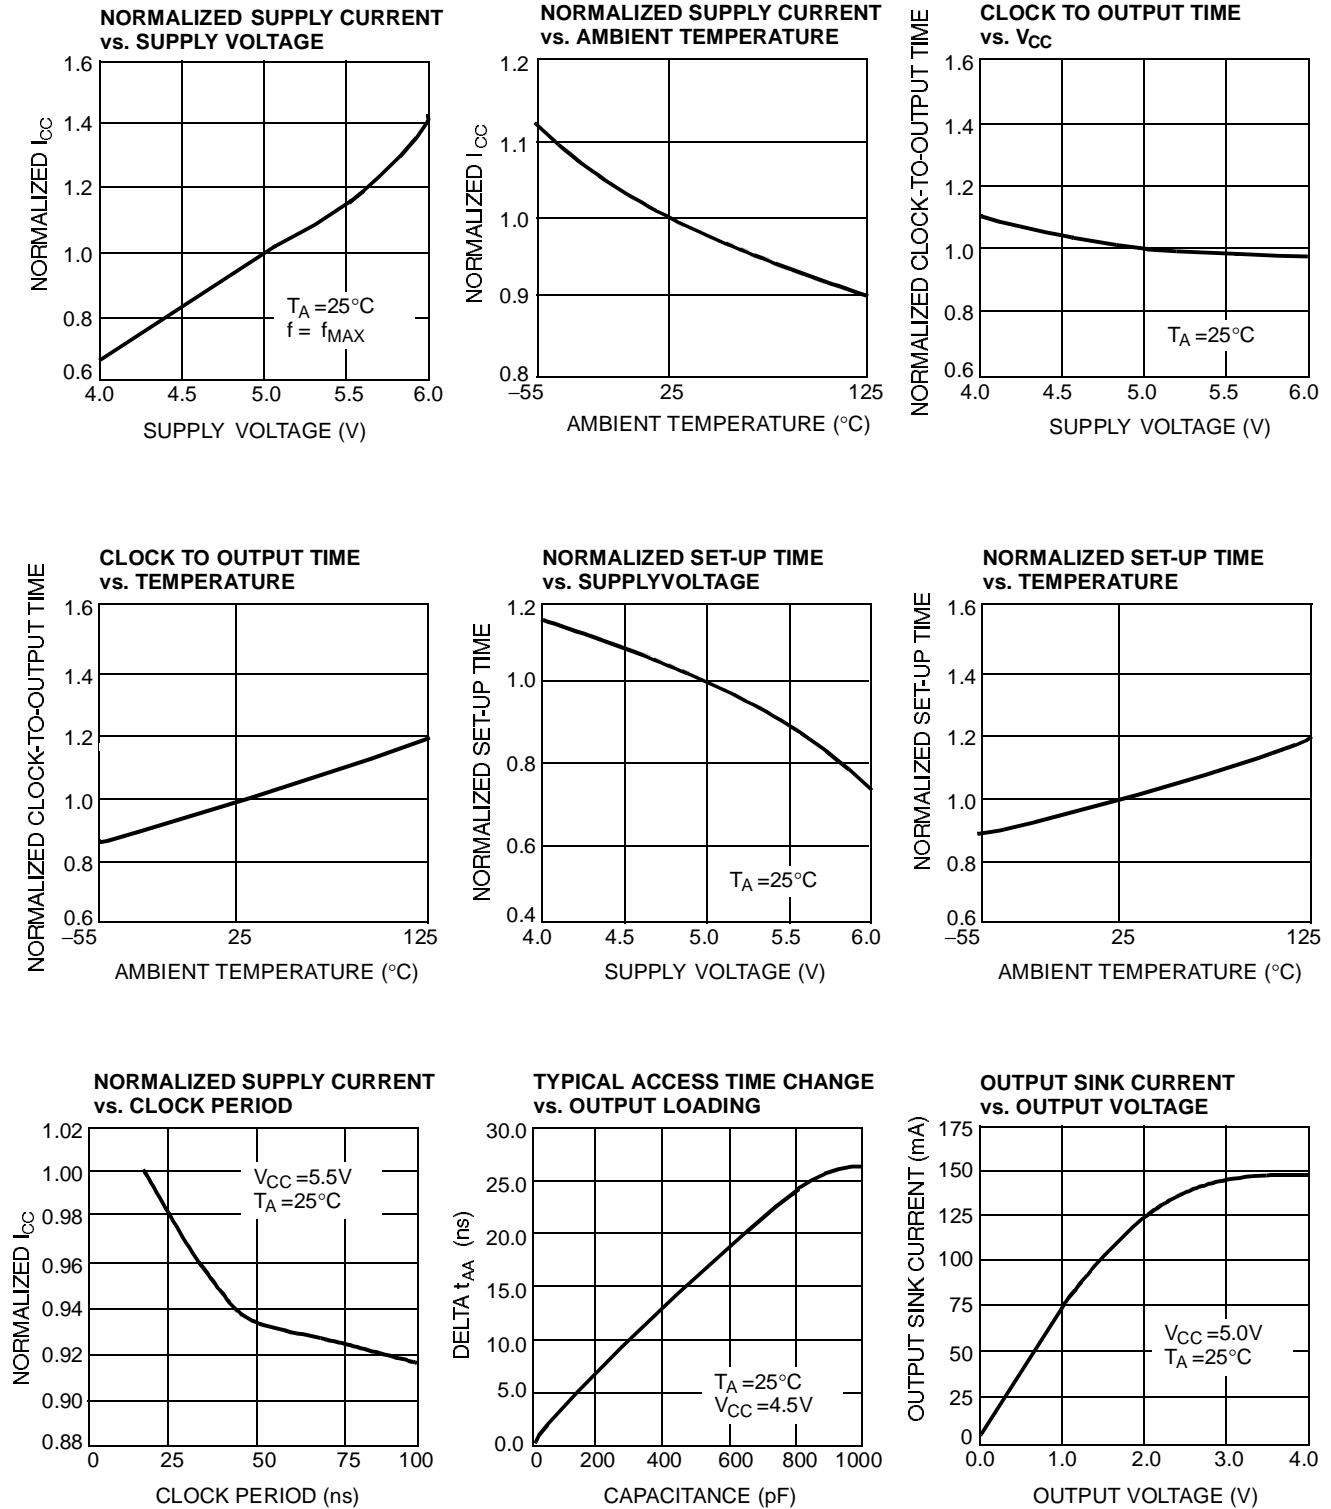 NORMALIZED SUPPLY CURRENT
vs. SUPPLY VOLTAGE
1.6
1.4
1.2
1.0
0.8
0.6
NORMALIZED ICC
TA =25°C
f = fMAX
4.0 4.5 5.0 5.5 6.0
SUPPLY VOLTAGE (V)
NORMALIZED SUPPLY CURRENT
vs. AMBIENT TEMPERATURE
1.2
1.1
1.0
0.9
0.8
NORMALIZED ICC
–55 25 125
AMBIENT TEMPERATURE (°C)
CLOCK TO OUTPUT TIME
vs. VCC
1.6
1.4
1.2
1.0
0.8
0.6
NORMALIZED CLOCK-TO-OUTPUT TIME
TA =25°C
4.0 4.5 5.0 5.5 6.0
SUPPLY VOLTAGE (V)
CLOCK TO OUTPUT TIME
vs. TEMPERATURE
1.6
1.4
1.2
1.0
0.8
0.6
NORMALIZED CLOCK-TO-OUTPUT TIME
–55 25 125
AMBIENT TEMPERATURE (°C)
NORMALIZED SET-UP TIME
vs. SUPPLYVOLTAGE
1.2
1.0
0.8
0.6
0.4
NORMALIZED SET-UP TIME
TA =25°C
4.0 4.5 5.0 5.5 6.0
SUPPLY VOLTAGE (V)
NORMALIZED SET-UP TIME
vs. TEMPERATURE
1.6
1.4
1.2
1.0
0.8
0.6
NORMALIZED SET-UP TIME
–55 25 125
AMBIENT TEMPERATURE (°C)
NORMALIZED SUPPLY CURRENT
vs. CLOCK PERIOD
1.02
1.00
0.98
0.96
0.94
0.92
0.90
0.88
NORMALIZED ICC
VCC =5.5V
TA =25°C
0 25 50 75 100
CLOCK PERIOD (ns)
TYPICAL ACCESS TIME CHANGE
vs. OUTPUT LOADING
30.0
25.0
20.0
15.0
10.0
5.0
0.0
DELTA tAA (ns)
TA =25°C
VCC =4.5V
0 200 400 600 800 1000
CAPACITANCE (pF)
OUTPUT SINK CURRENT
vs. OUTPUT VOLTAGE
175
150
125
100
75
50
25
0
OUTPUT SINK CURRENT (mA)
VCC =5.0V
TA =25°C
0.0 1.0 2.0 3.0 4.0
OUTPUT VOLTAGE (V)